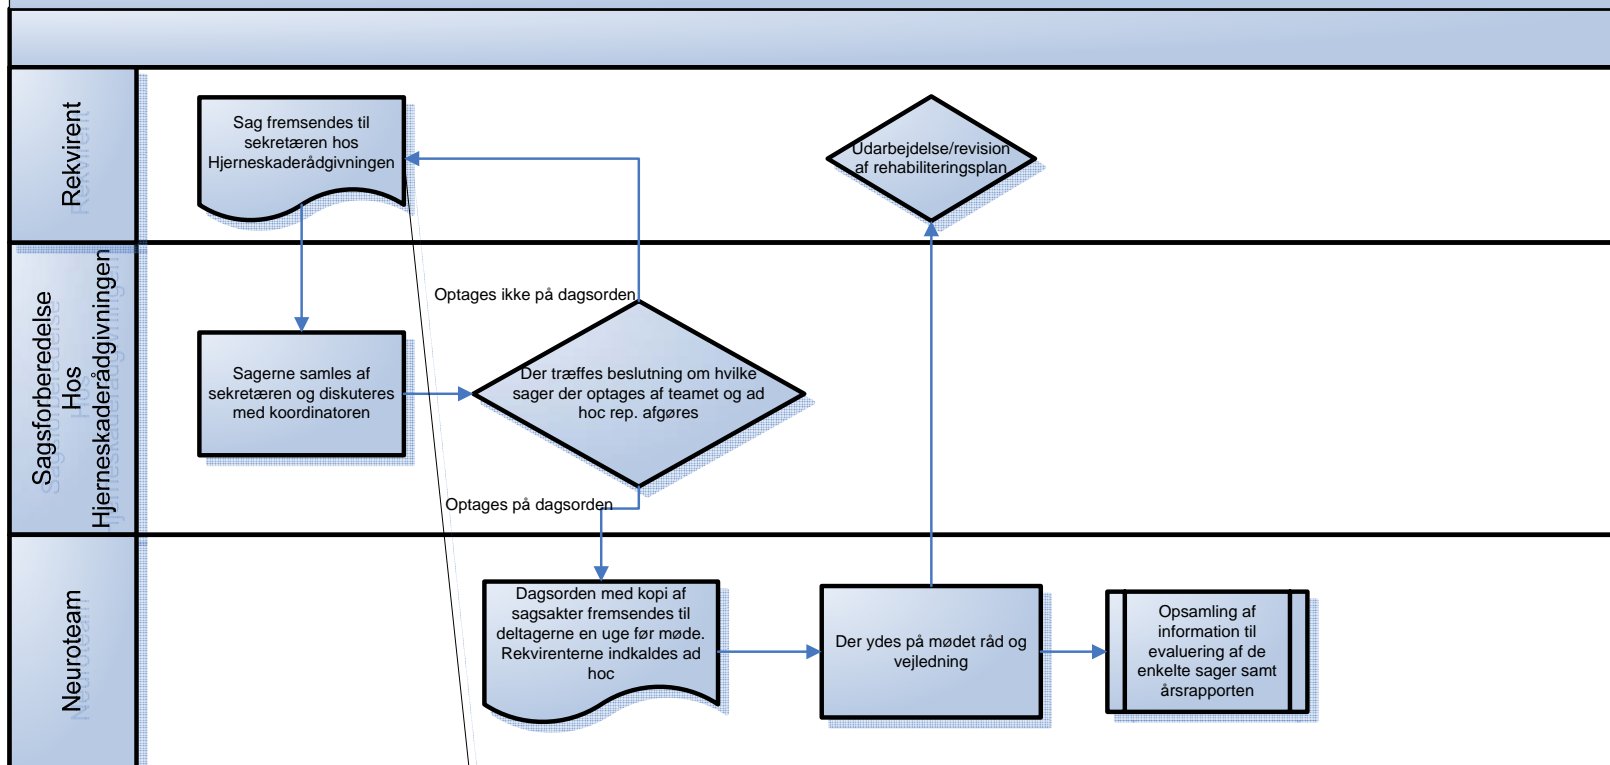 Rekvirent
Sag fremsendes til
sekretæren hos
Hjerneskaderådgivningen
Udarbejdelse/revision
af rehabiliteringsplan
Sagsforberedelse
Hos
Hjerneskaderådgivningen
Optages ikke på dagsorden
Sagerne samles af
sekretæren og diskuteres
med koordinatoren
Der træffes beslutning om hvilke
sager der optages af teamet og ad
hoc rep. afgøres
Optages på dagsorden
Neuroteam
Dagsorden med kopi af
sagsakter fremsendes til
deltagerne en uge før møde.
Rekvirenterne indkaldes ad
hoc
Der ydes på mødet råd og
vejledning
Opsamling af
information til
evaluering af de
enkelte sager samt
årsrapporten